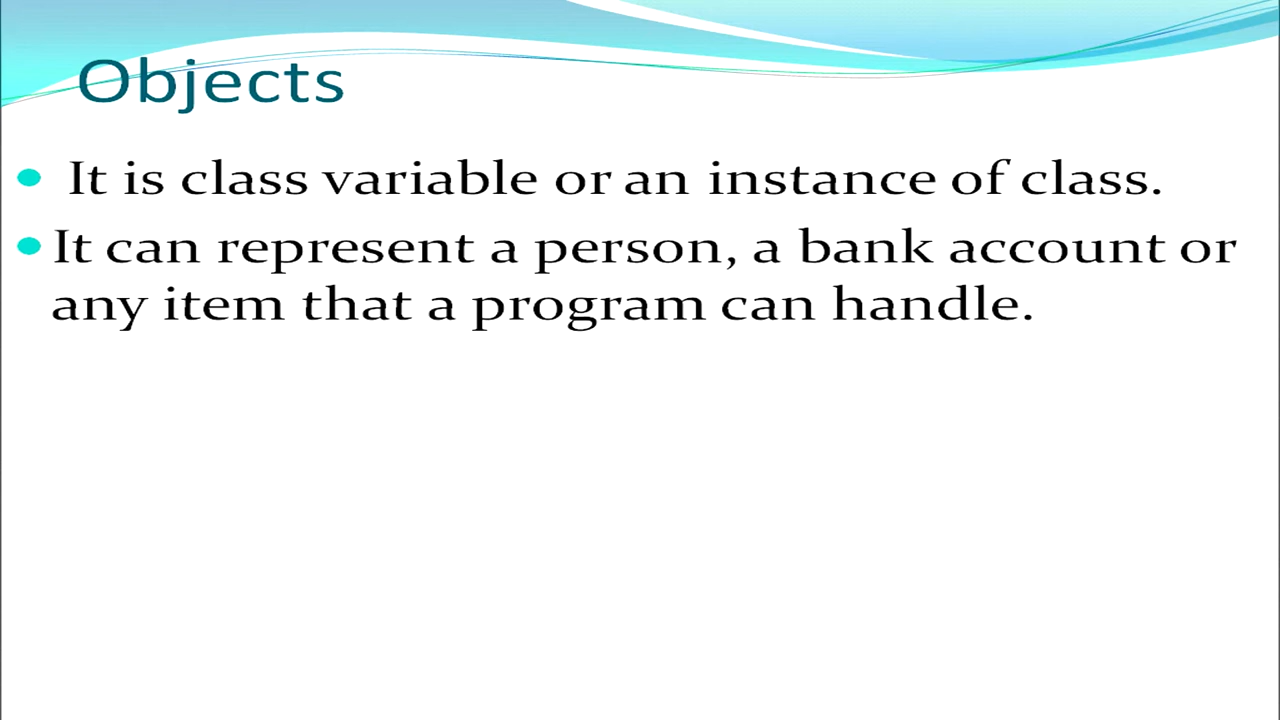 Objects
It is class variable or an instance of class.
It can represent a person, a bank account or
any item that a program can handle.